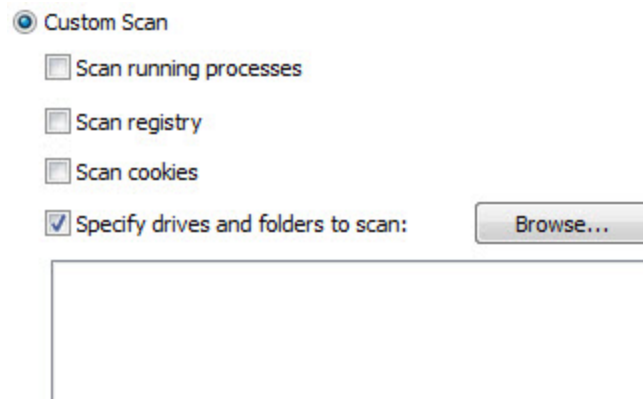 Custom Scan
Scan running processes
Scan registry
Scan cookies
Specify drives and folders to scan: Browse...